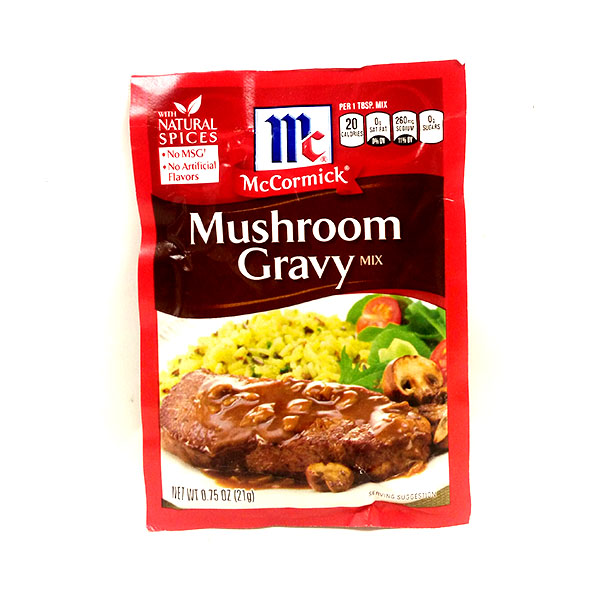 WITH
NATURAL
SPICES
• No MSG†
• No Artificial
Flavors
PER 1 TBSP. MIX
20
CALORIES
0g
SAT FAT
0% DV
260mg
SODIUM
11% DV
0g
SUGARS
Mc
®
McCormick®
Mushroom
Gravy MIX
NET WT 0.75 OZ (21g)
SERVING SUGGESTION